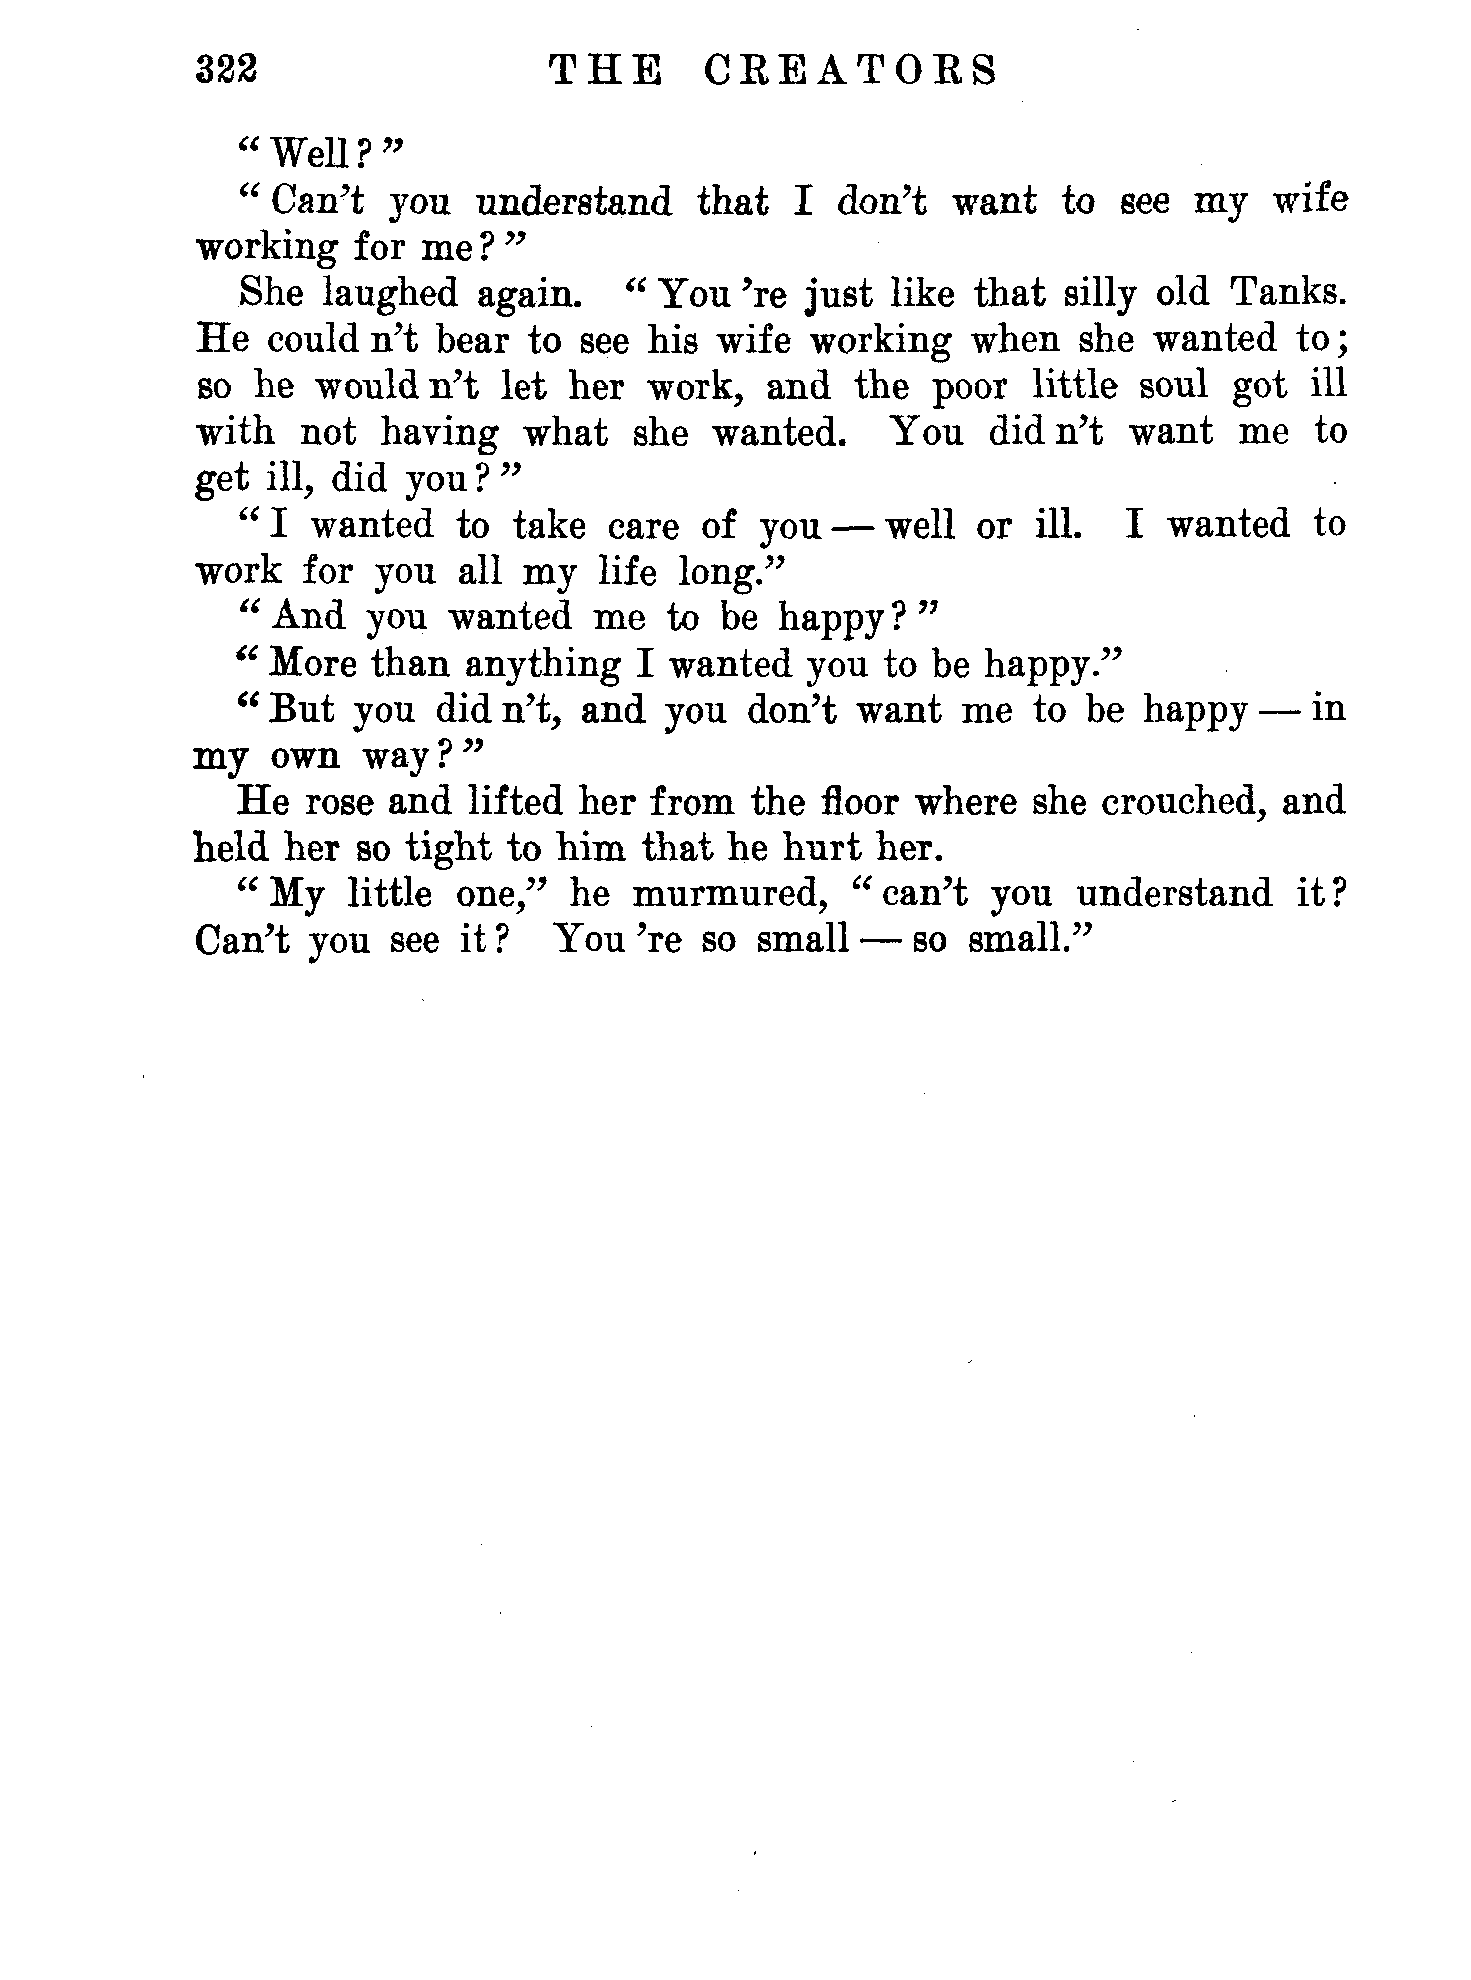 322 THE CREATORS
“Well?”
“Can’t you understand that I don’t want to see my wife
working for me?”
She laughed again. “You ’re just like that silly old Tanks.
He could n’t bear to see his wife working when she wanted to;
so he would n’t let her work, and the poor little soul got ill
with not having what she wanted. You did n’t want me to
get ill, did you?”
“I wanted to take care of you — well or ill. I wanted to
work for you all my life long.”
“And you wanted me to be happy?”
“More than anything I wanted you to be happy.”
“But you did n’t, and you don’t want me to be happy — in
my own way?”
He rose and lifted her from the floor where she crouched, and
held her so tight to him that he hurt her.
“My little one,” he murmured, “can’t you understand it?
Can’t you see it? You ’re so small — so small.”